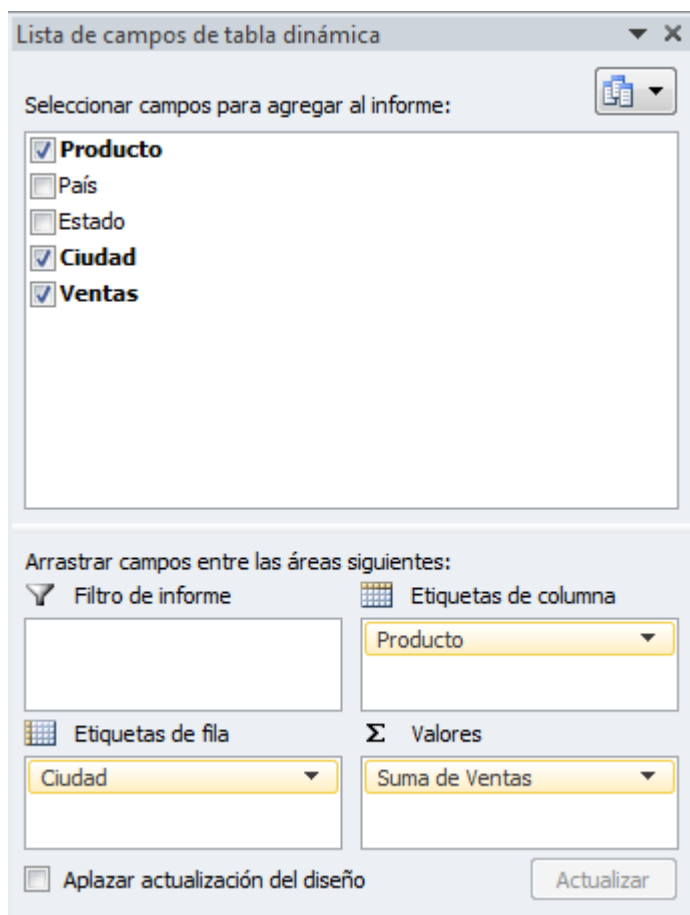 Lista de campos de tabla dinámica
Seleccionar campos para agregar al informe:
Producto
País
Estado
Ciudad
Ventas
Arrastrar campos entre las áreas siguientes:
Filtro de informe
Etiquetas de columna
Producto
Etiquetas de fila
Σ Valores
Ciudad
Suma de Ventas
Aplazar actualización del diseño
Actualizar